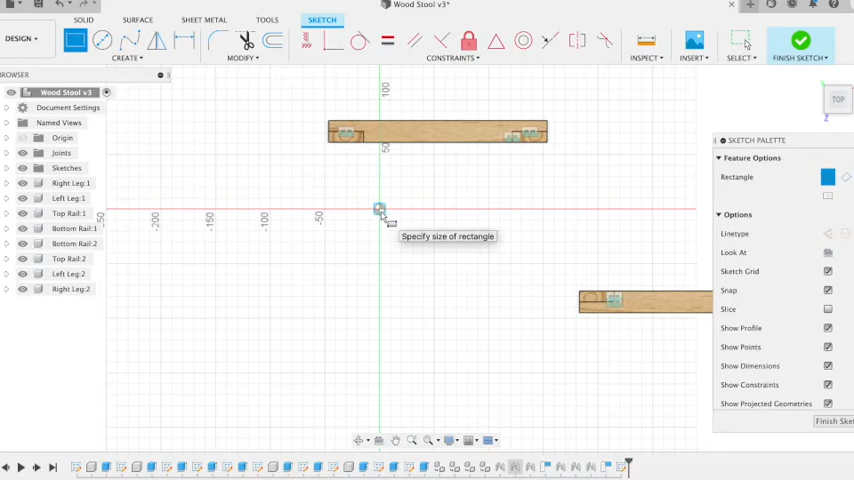 Wood Stool v3*
SOLID SURFACE SHEET METAL TOOLS SKETCH
DESIGN
CREATE MODIFY CONSTRAINTS INSPECT INSERT SELECT FINISH SKETCH
BROWSER
Wood Stool v3
Document Settings
Named Views
Origin
Joints
Sketches
Right Leg:1
Left Leg:1
Top Rail:1
Bottom Rail:1
Bottom Rail:2
Top Rail:2
Left Leg:2
Right Leg:2
100
50
-50
-100
-150
-200
Specify size of rectangle
TOP
Z
SKETCH PALETTE
Feature Options
Rectangle
Options
Linetype
Look At
Sketch Grid
Snap
Slice
Show Profile
Show Points
Show Dimensions
Show Constraints
Show Projected Geometries
Finish Ske